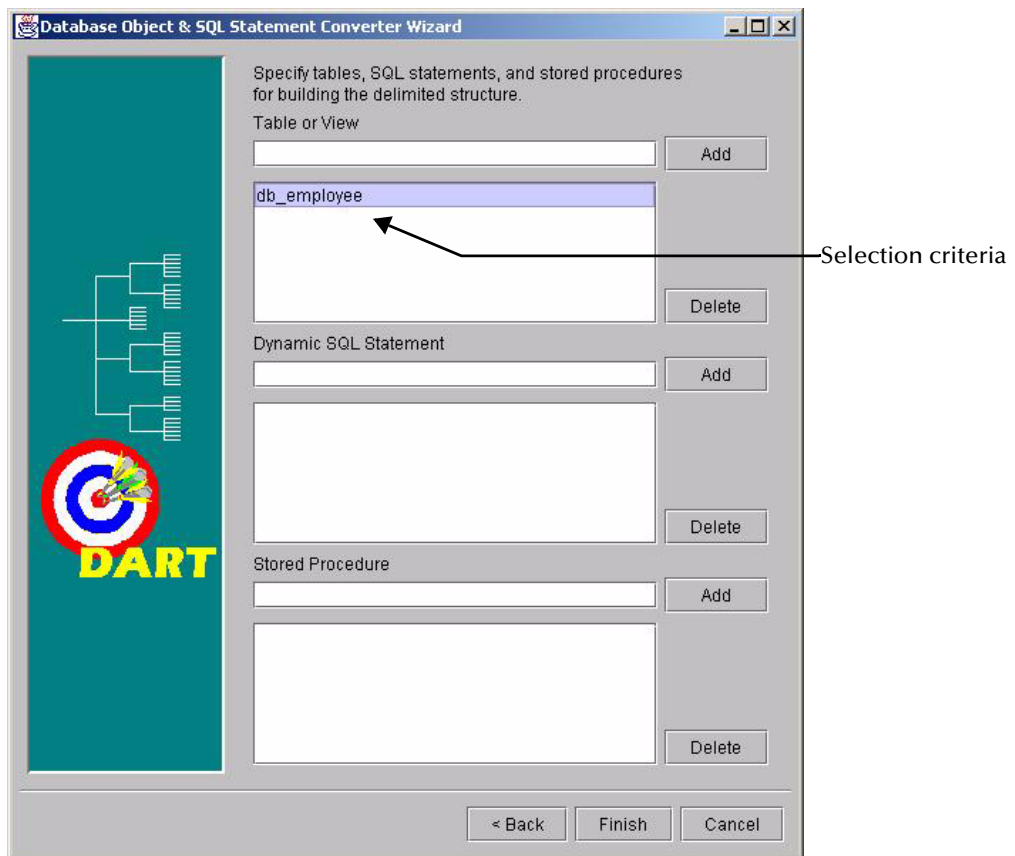 Database Object & SQL Statement Converter Wizard
Specify tables, SQL statements, and stored procedures
for building the delimited structure.
Table or View
Add
db_employee
Selection criteria
Delete
Dynamic SQL Statement
Add
Delete
DART
Stored Procedure
Add
Delete
< Back Finish Cancel